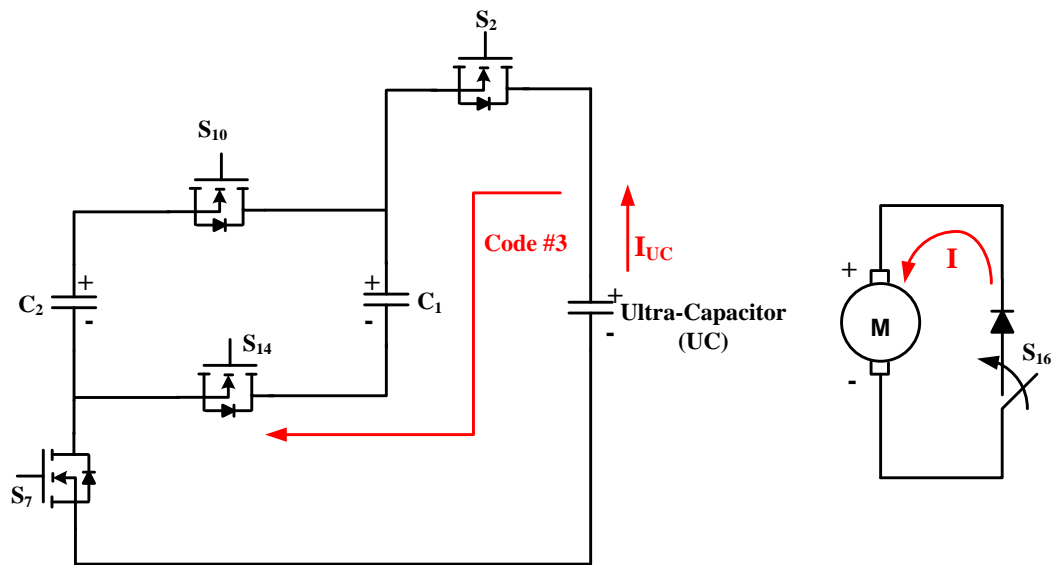 S2
S10
+
C2
-
S14
S7
+
C1
-
Code #3
IUC
+
Ultra-Capacitor
(UC)
-
+
M
-
I
S16